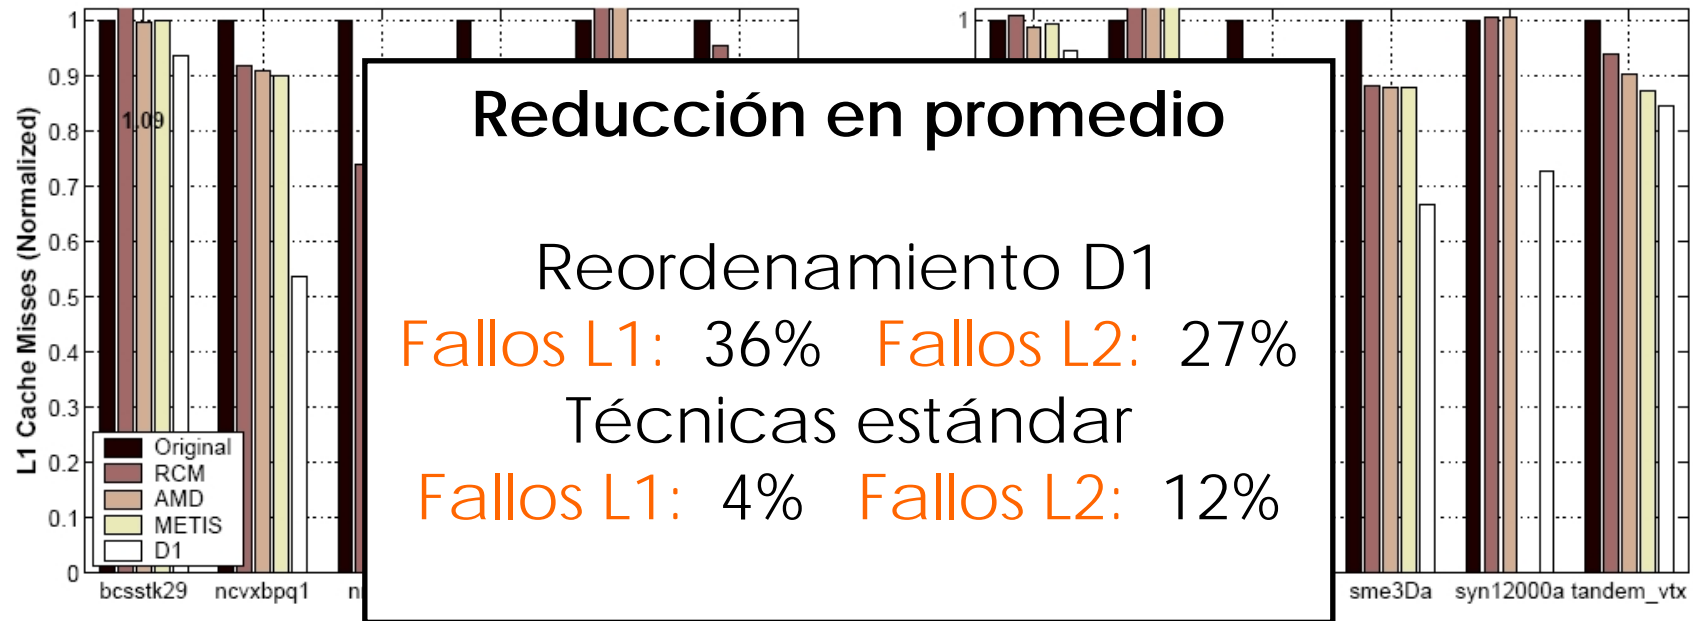 L1 Cache Misses (Normalized)
1
0.9
0.8
0.7
0.6
0.5
0.4
0.3
0.2
0.1
0
1.09
Original
RCM
AMD
METIS
D1
bcsstk29 ncvxbpq1
1
Reducción en promedio
Reordenamiento D1
Fallos L1: 36% Fallos L2: 27%
Técnicas estándar
Fallos L1: 4% Fallos L2: 12%
sme3Da syn12000a tandem_vtx